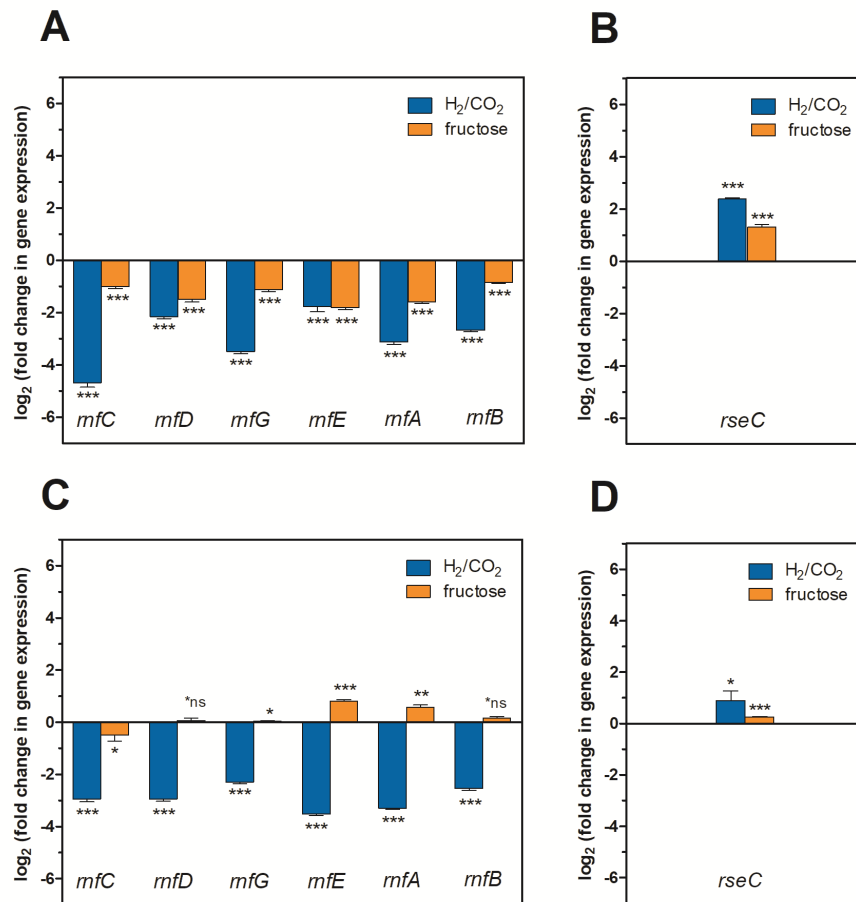 A
log₂ (fold change in gene expression)
6
4
2
0
-2
-4
-6
H₂/CO₂
fructose
***
***
***
***
***
***
***
***
***
***
***
***
rnfC rnfD rnfG rnfE rnfA rnfB
B
log₂ (fold change in gene expression)
6
4
2
0
-2
-4
-6
H₂/CO₂
fructose
***
***
rseC
C
log₂ (fold change in gene expression)
6
4
2
0
-2
-4
-6
H₂/CO₂
fructose
***
*
***
*ns
***
*
***
***
***
**
***
*ns
rnfC rnfD rnfG rnfE rnfA rnfB
D
log₂ (fold change in gene expression)
6
4
2
0
-2
-4
-6
H₂/CO₂
fructose
*
***
rseC